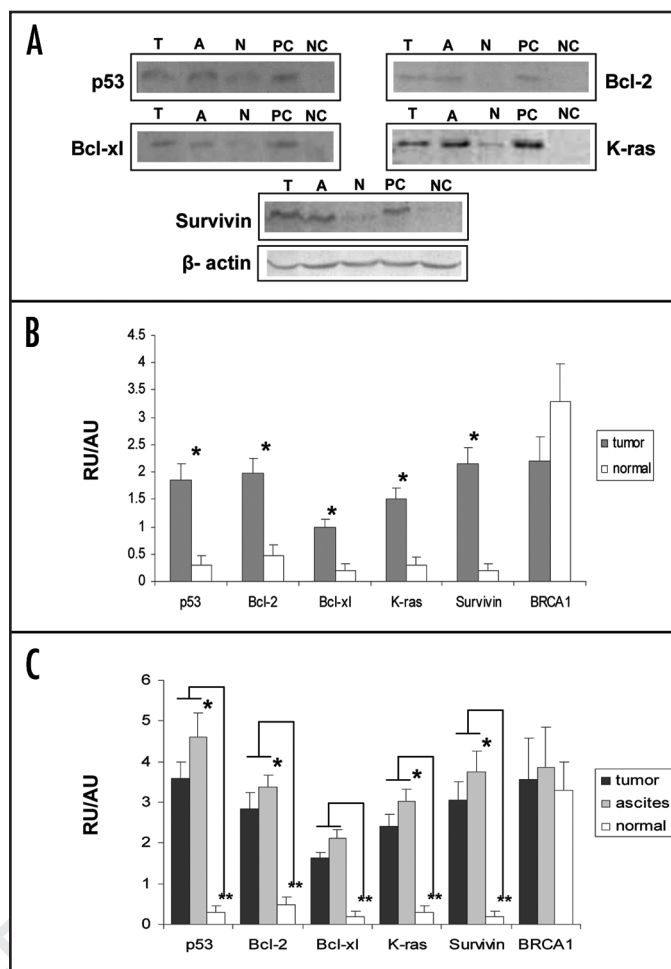 A
T A N PC NC
p53
T A N PC NC
Bcl-2
T A N PC NC
Bcl-xl
T A N PC NC
K-ras
T A N PC NC
Survivin
β- actin
B
RU/AU
4.5
4
3.5
3
2.5
2
1.5
1
0.5
0
* * * * *
p53 Bcl-2 Bcl-xl K-ras Survivin BRCA1
tumor
normal
C
RU/AU
6
5
4
3
2
1
0
* * * *
** ** ** ** **
p53 Bcl-2 Bcl-xl K-ras Survivin BRCA1
tumor
ascites
normal